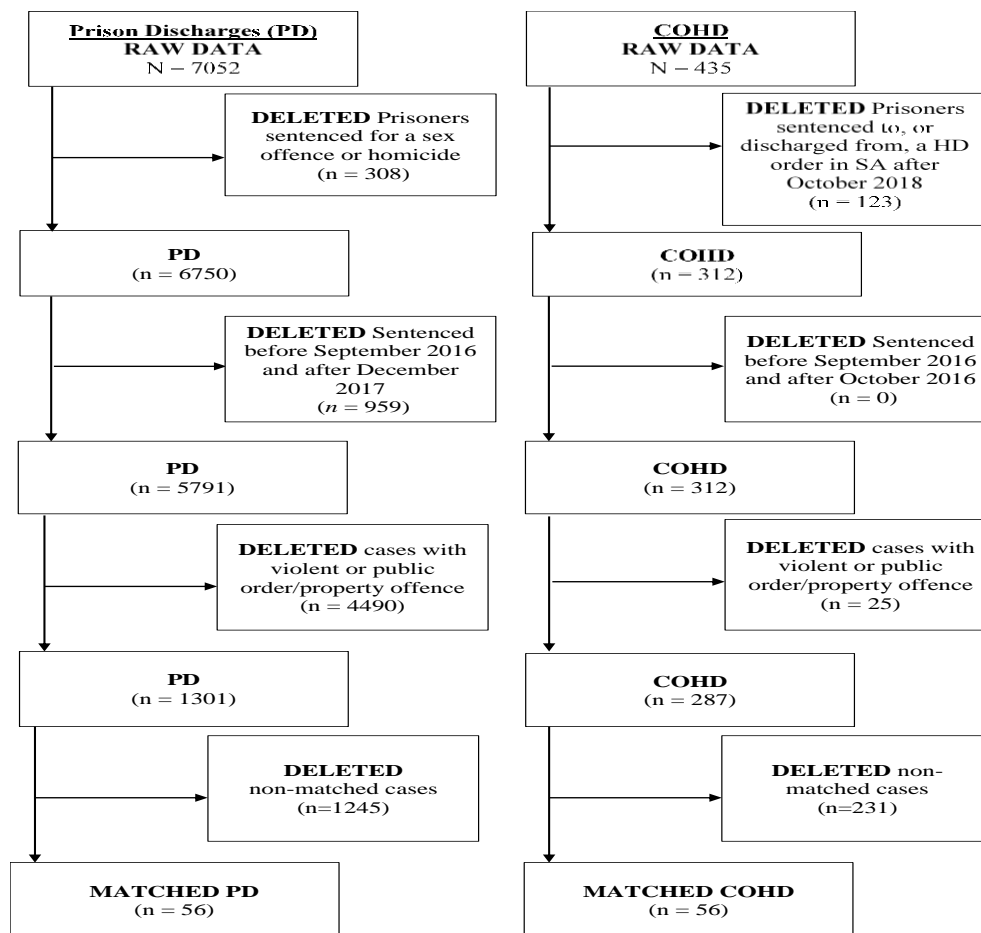 Prison Discharges (PD)
RAW DATA
N – 7052
DELETED Prisoners
sentenced for a sex
offence or homicide
(n = 308)
PD
(n = 6750)
DELETED Sentenced
before September 2016
and after December
2017
(n = 959)
PD
(n = 5791)
DELETED cases with
violent or public
order/property offence
(n = 4490)
PD
(n = 1301)
DELETED
non-matched cases
(n=1245)
MATCHED PD
(n = 56)
COHD
RAW DATA
N – 435
DELETED Prisoners
sentenced to, or
discharged from, a HD
order in SA after
October 2018
(n = 123)
COHD
(n – 312)
DELETED Sentenced
before September 2016
and after October 2016
(n = 0)
COHD
(n = 312)
DELETED cases with
violent or public
order/property offence
(n = 25)
COHD
(n = 287)
DELETED non-
matched cases
(n=231)
MATCHED COHD
(n = 56)